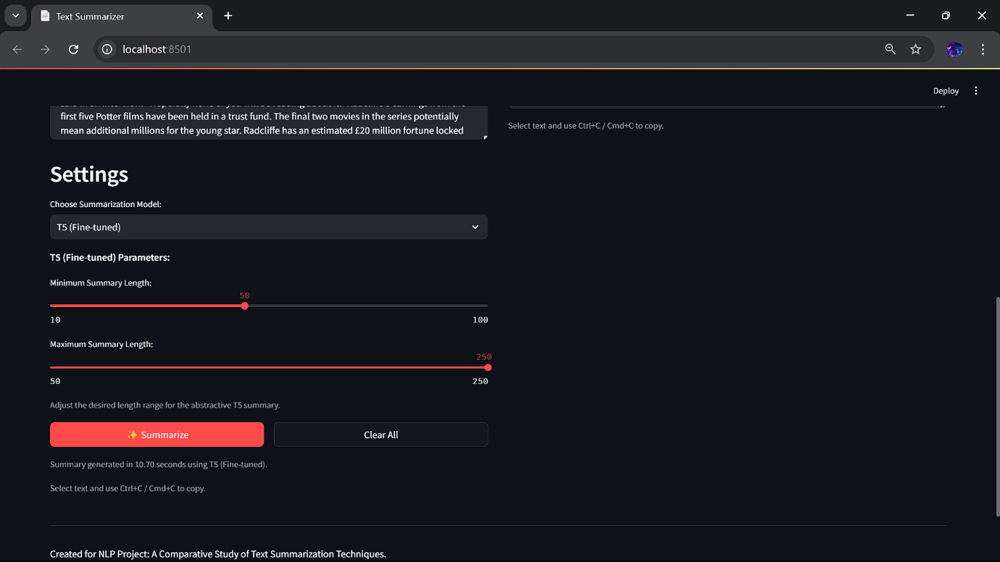 Text Summarizer
localhost:8501
Deploy
first five Potter films have been held in a trust fund. The final two movies in the series potentially
mean additional millions for the young star. Radcliffe has an estimated £20 million fortune locked
Select text and use Ctrl+C / Cmd+C to copy.
Settings
Choose Summarization Model:
T5 (Fine-tuned)
T5 (Fine-tuned) Parameters:
Minimum Summary Length:
50
10 100
Maximum Summary Length:
250
50 250
Adjust the desired length range for the abstractive T5 summary.
✨ Summarize
Clear All
Summary generated in 10.70 seconds using T5 (Fine-tuned).
Select text and use Ctrl+C / Cmd+C to copy.
Created for NLP Project: A Comparative Study of Text Summarization Techniques.